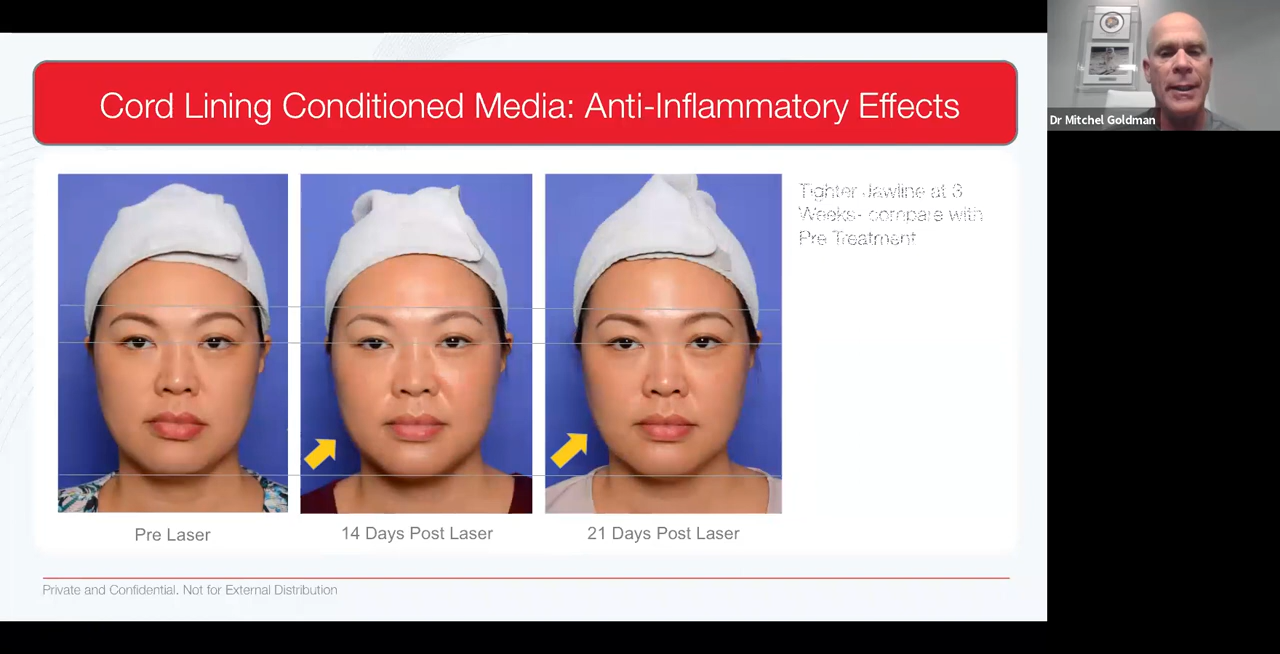 Cord Lining Conditioned Media: Anti-Inflammatory Effects
Dr Mitchel Goldman
Tighter Jawline at 3
Weeks- compare with
Pre Treatment
Pre Laser
14 Days Post Laser
21 Days Post Laser
Private and Confidential. Not for External Distribution